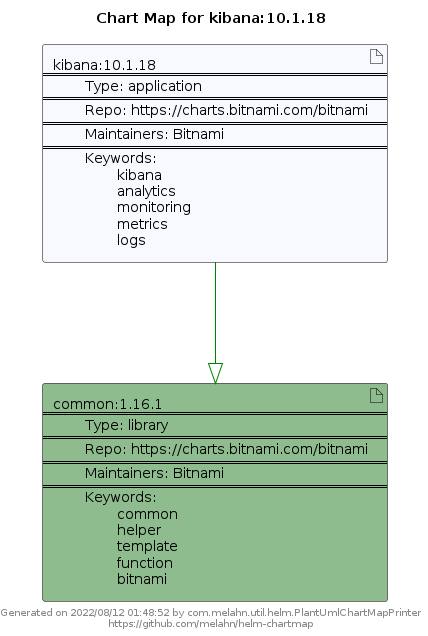 Chart Map for kibana:10.1.18
kibana:10.1.18
Type: application
Repo: https://charts.bitnami.com/bitnami
Maintainers: Bitnami
Keywords:
kibana
analytics
monitoring
metrics
logs
common:1.16.1
Type: library
Repo: https://charts.bitnami.com/bitnami
Maintainers: Bitnami
Keywords:
common
helper
template
function
bitnami
Generated on 2022/08/12 01:48:52 by com.melahn.util.helm.PlantUmlChartMapPrinter
https://github.com/melahn/helm-chartmap